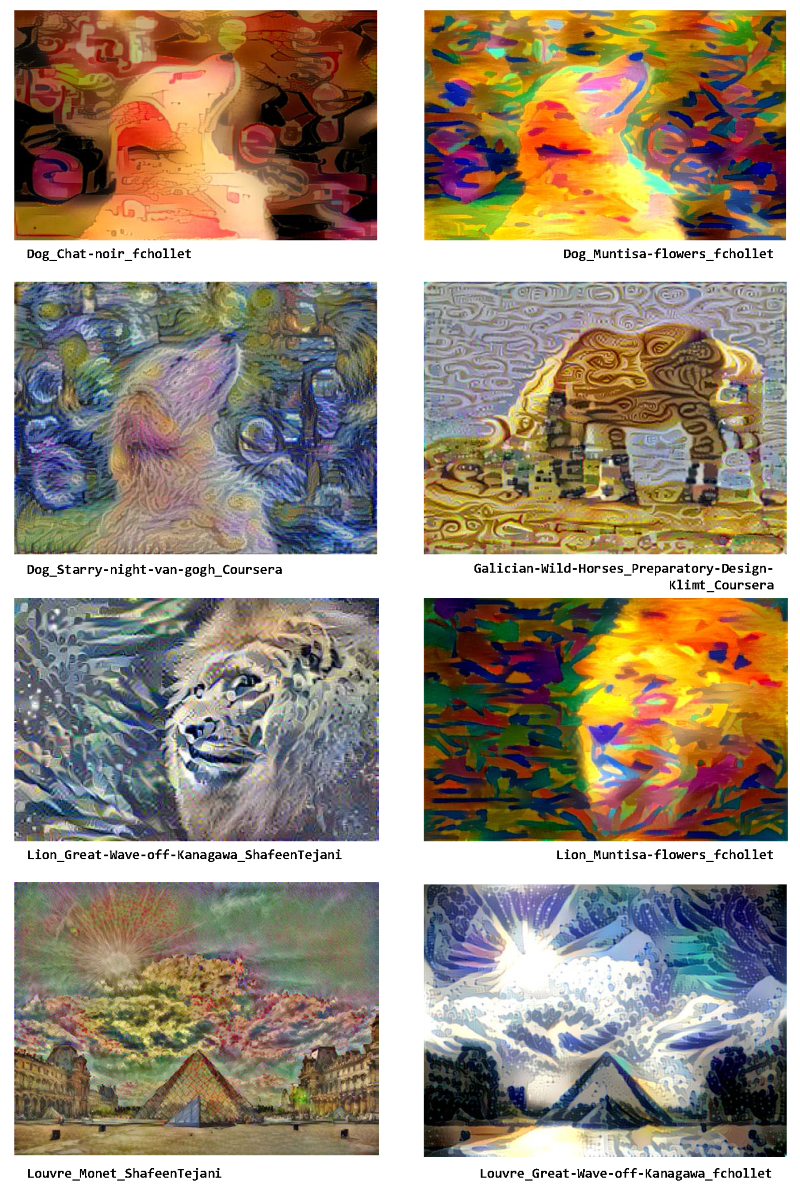 Dog_Chat-noir_fchollet
Dog_Muntisa-flowers_fchollet
Dog_Starry-night-van-gogh_Coursera
Galician-Wild-Horses_Preparatory-Design-
Klimt_Coursera
Lion_Great-Wave-off-Kanagawa_ShafeenTejani
Lion_Muntisa-flowers_fchollet
Louvre_Monet_ShafeenTejani
Louvre_Great-Wave-off-Kanagawa_fchollet